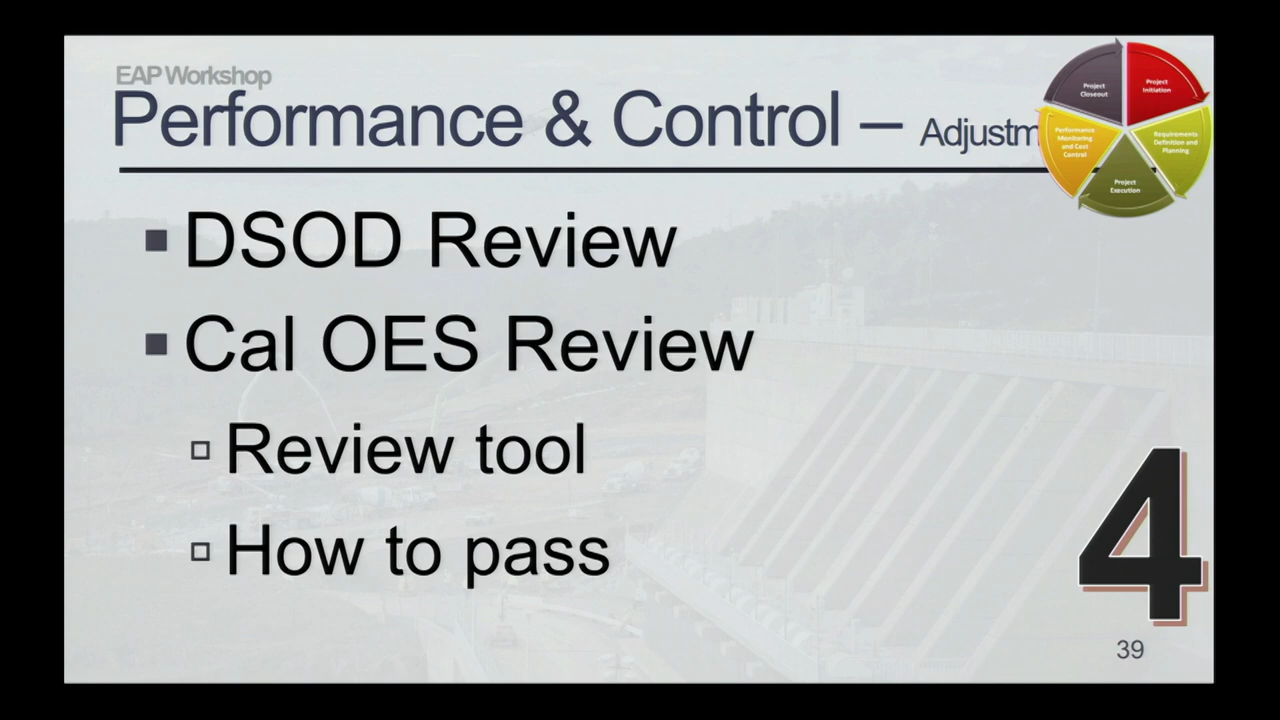 EAP Workshop
Performance & Control – Adjustm
Project
Closeout
Project
Initiation
Performance
Monitoring
and Cost
Control
Requirements
Definition and
Planning
Project
Execution
DSOD Review
Cal OES Review
Review tool
How to pass
4
39